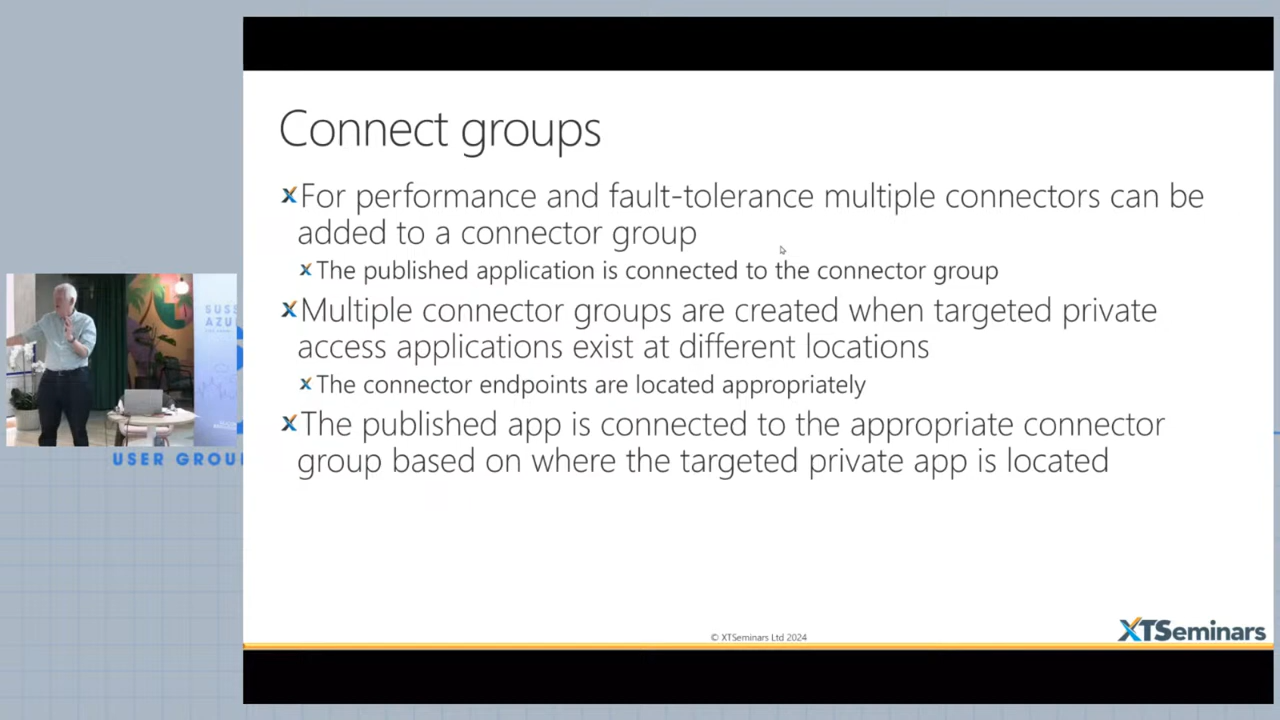 Connect groups
For performance and fault-tolerance multiple connectors can be
added to a connector group
The published application is connected to the connector group
Multiple connector groups are created when targeted private
access applications exist at different locations
The connector endpoints are located appropriately
The published app is connected to the appropriate connector
group based on where the targeted private app is located
© XTSeminars Ltd 2024
XTSeminars
SUSS
AZU
USER GROU